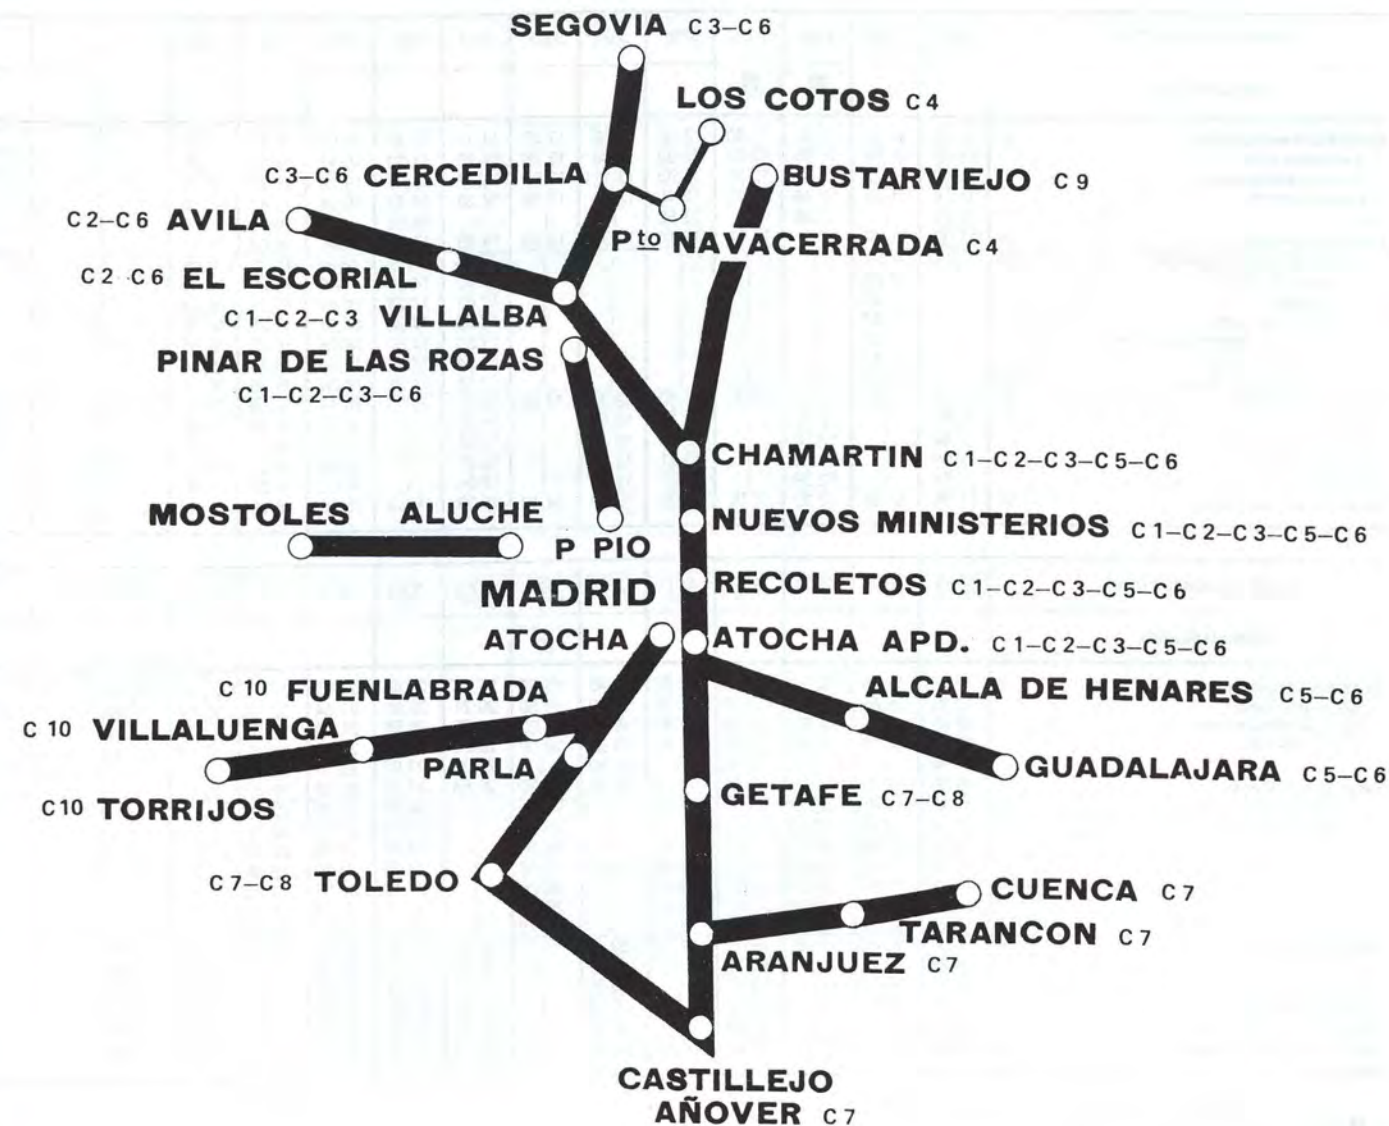 SEGOVIA C3–C6
LOS COTOS C4
C3–C6 CERCEDILLA
BUSTARVIEJO C9
C2–C6 AVILA
Pto NAVACERRADA C4
C2 C6 EL ESCORIAL
C1–C2–C3 VILLALBA
PINAR DE LAS ROZAS
C1–C2–C3–C6
CHAMARTIN C1–C2–C3–C5–C6
MOSTOLES ALUCHE
NUEVOS MINISTERIOS C1–C2–C3–C5–C6
P PIO
RECOLETOS C1–C2–C3–C5–C6
MADRID
ATOCHA
ATOCHA APD. C1–C2–C3–C5–C6
C10 FUENLABRADA
ALCALA DE HENARES C5–C6
C10 VILLALUENGA
PARLA
GUADALAJARA C5–C6
GETAFE C7–C8
C10 TORRIJOS
C7–C8 TOLEDO
CUENCA C7
TARANCON C7
ARANJUEZ C7
CASTILLEJO
AÑOVER C7